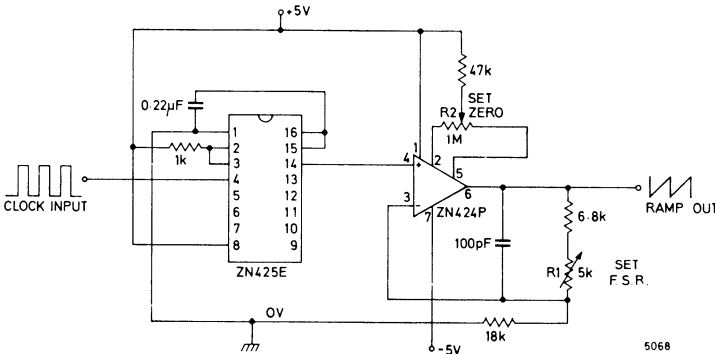 +5V
47k
0.22µF
SET
ZERO
R2
1M
1k
1
2
3
4
5
6
7
8
16
15
14
13
12
11
10
9
ZN425E
CLOCK INPUT
1
2
4
+
5
6
3
-
7
ZN424P
RAMP OUT
6.8k
100pF
R1
5k
SET
F.S.R.
0V
18k
-5V
5068